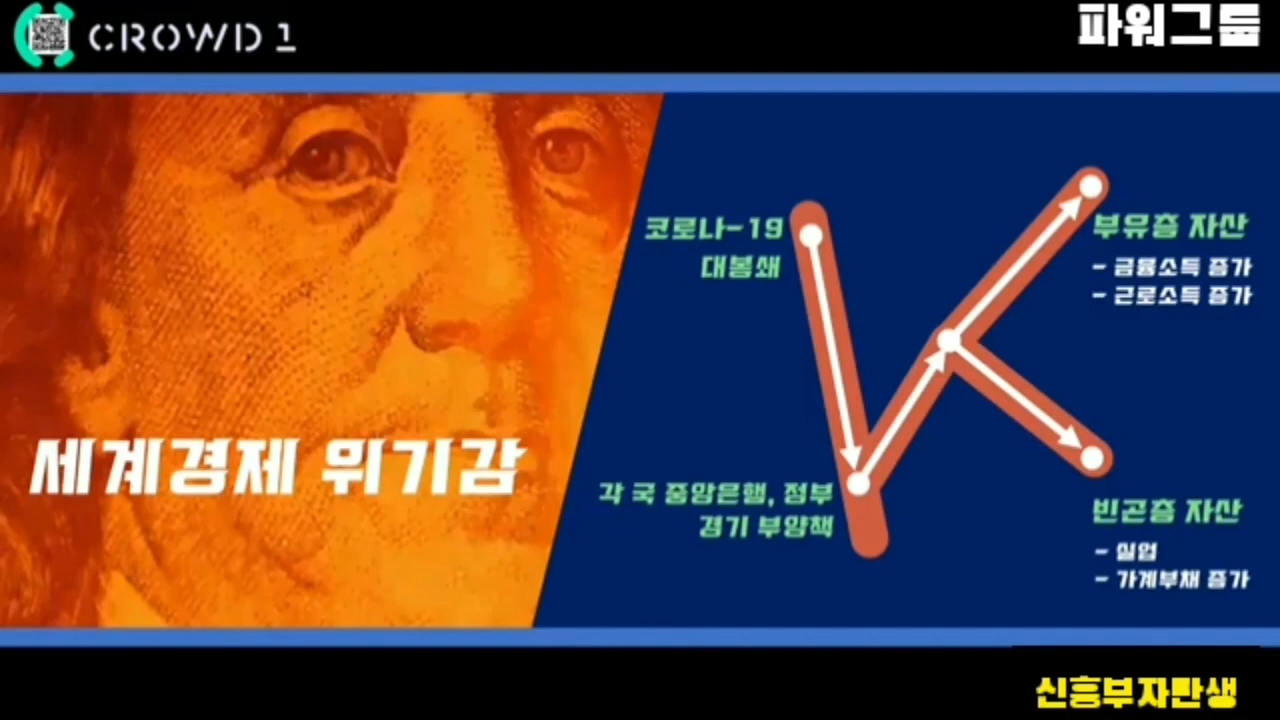 CROWD 1
파워그룹
세계경제 위기감
코로나-19
대봉쇄
각 국 중앙은행, 정부
경기 부양책
부유층 자산
- 금융소득 증가
- 근로소득 증가
빈곤층 자산
- 실업
- 가계부채 증가
신흥부자탄생